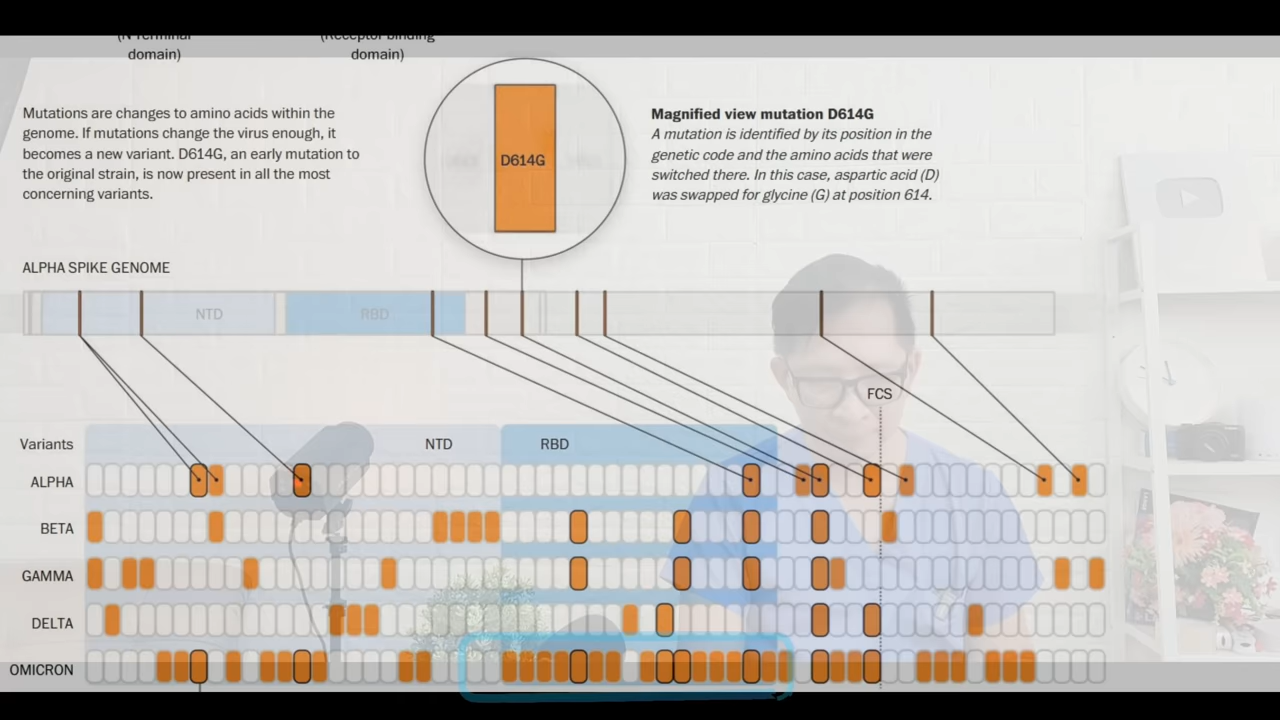 (N-Terminal
domain)
(Receptor binding
domain)
Mutations are changes to amino acids within the
genome. If mutations change the virus enough, it
becomes a new variant. D614G, an early mutation to
the original strain, is now present in all the most
concerning variants.
D614G
Magnified view mutation D614G
A mutation is identified by its position in the
genetic code and the amino acids that were
switched there. In this case, aspartic acid (D)
was swapped for glycine (G) at position 614.
ALPHA SPIKE GENOME
NTD
RBD
FCS
Variants
NTD
RBD
ALPHA
BETA
GAMMA
DELTA
OMICRON